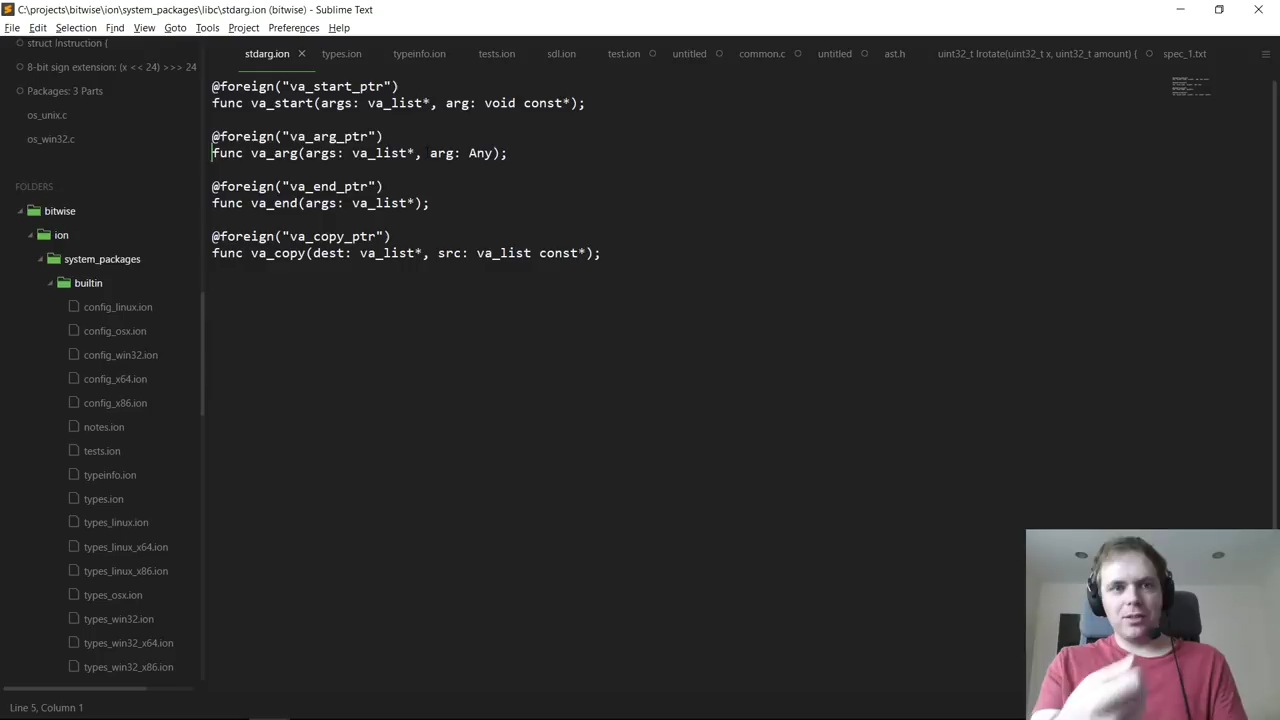 C:\projects\bitwise\ion\system_packages\libc\stdarg.ion (bitwise) - Sublime Text
File Edit Selection Find View Goto Tools Project Preferences Help
struct Instruction {
8-bit sign extension: (x << 24) >>> 24
Packages: 3 Parts
os_unix.c
os_win32.c
FOLDERS
bitwise
ion
system_packages
builtin
config_linux.ion
config_osx.ion
config_win32.ion
config_x64.ion
config_x86.ion
notes.ion
tests.ion
typeinfo.ion
types.ion
types_linux.ion
types_linux_x64.ion
types_linux_x86.ion
types_osx.ion
types_win32.ion
types_win32_x64.ion
types_win32_x86.ion
stdarg.ion types.ion typeinfo.ion tests.ion sdl.ion test.ion untitled common.c untitled ast.h uint32_t lrotate(uint32_t x, uint32_t amount) { spec_1.txt
@foreign("va_start_ptr")
func va_start(args: va_list*, arg: void const*);
@foreign("va_arg_ptr")
func va_arg(args: va_list*, arg: Any);
@foreign("va_end_ptr")
func va_end(args: va_list*);
@foreign("va_copy_ptr")
func va_copy(dest: va_list*, src: va_list const*);
Line 5, Column 1